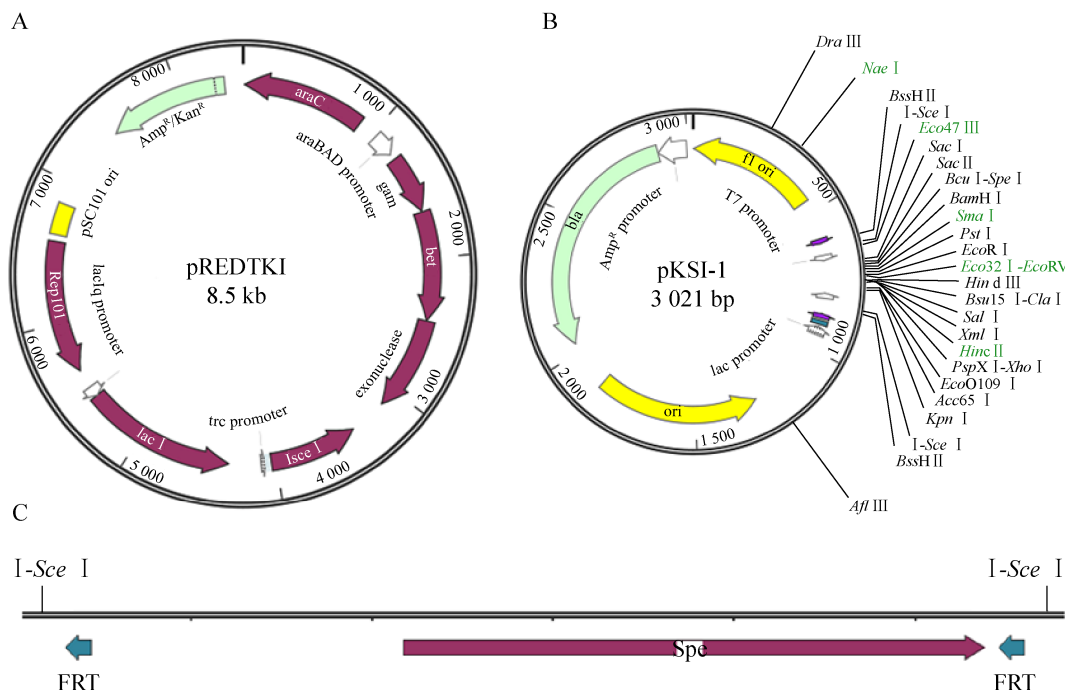 A
8 000
1 000
2 000
3 000
4 000
5 000
6 000
7 000
araC
Ampᴿ/Kanᴿ
araBAD promoter
gam
bet
exonuclease
Isce Ⅰ
trc promoter
lac Ⅰ
lacIq promoter
Rep101
pSC101 ori
pREDTKI
8.5 kb
B
3 000
500
1 000
1 500
2 000
2 500
f1 ori
bla
Ampᴿ promoter
T7 promoter
lac promoter
ori
pKSI-1
3 021 bp
Dra Ⅲ
Nae Ⅰ
BssH Ⅱ
Ⅰ-Sce Ⅰ
Eco47 Ⅲ
Sac Ⅰ
Sac Ⅱ
Bcu Ⅰ-Spe Ⅰ
BamH Ⅰ
Sma Ⅰ
Pst Ⅰ
EcoR Ⅰ
Eco32 Ⅰ-EcoRV
Hin d Ⅲ
Bsu15 Ⅰ-Cla Ⅰ
Sal Ⅰ
Xml Ⅰ
Hinc Ⅱ
PspX Ⅰ-Xho Ⅰ
EcoO109 Ⅰ
Acc65 Ⅰ
Kpn Ⅰ
Ⅰ-Sce Ⅰ
BssH Ⅱ
Afl Ⅲ
C
Ⅰ-Sce Ⅰ
Ⅰ-Sce Ⅰ
Spe
FRT
FRT